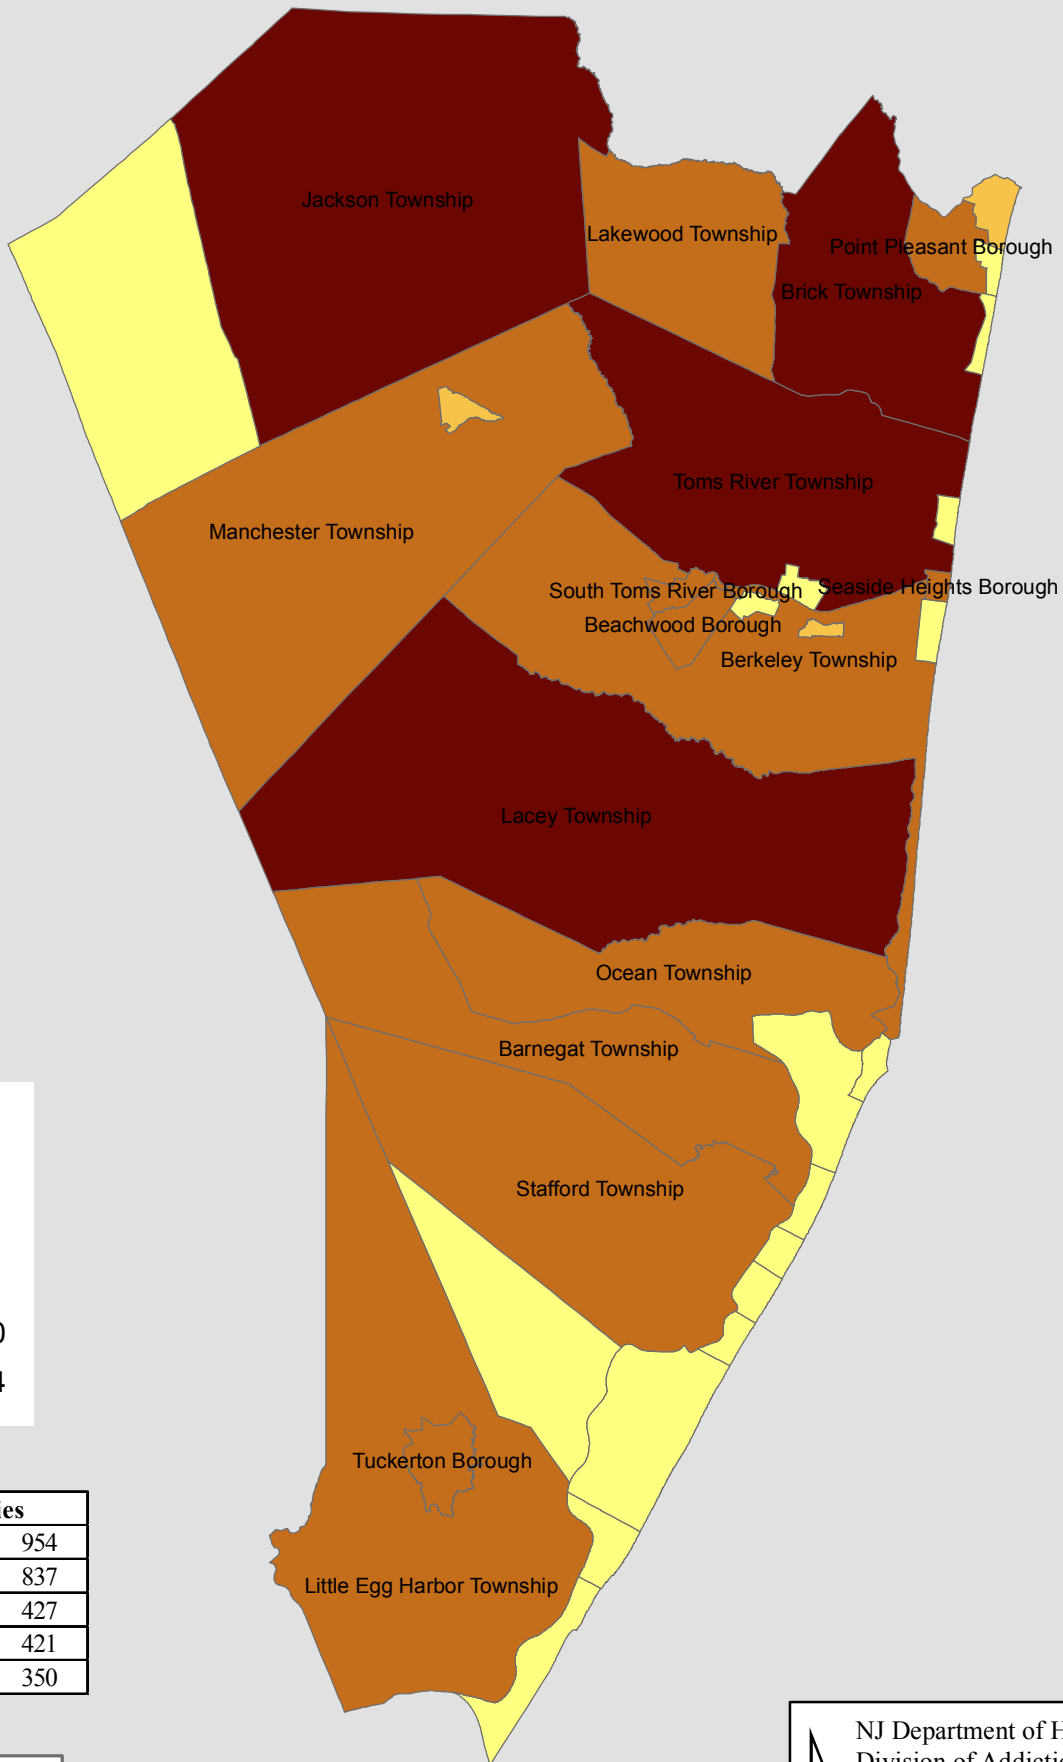 Jackson Township
Lakewood Township
Point Pleasant Borough
Brick Township
Toms River Township
Manchester Township
South Toms River Borough
Seaside Heights Borough
Beachwood Borough
Berkeley Township
Lacey Township
Ocean Township
Barnegat Township
Stafford Township
Tuckerton Borough
Little Egg Harbor Township
954
837
427
421
350
NJ Department of
Division of